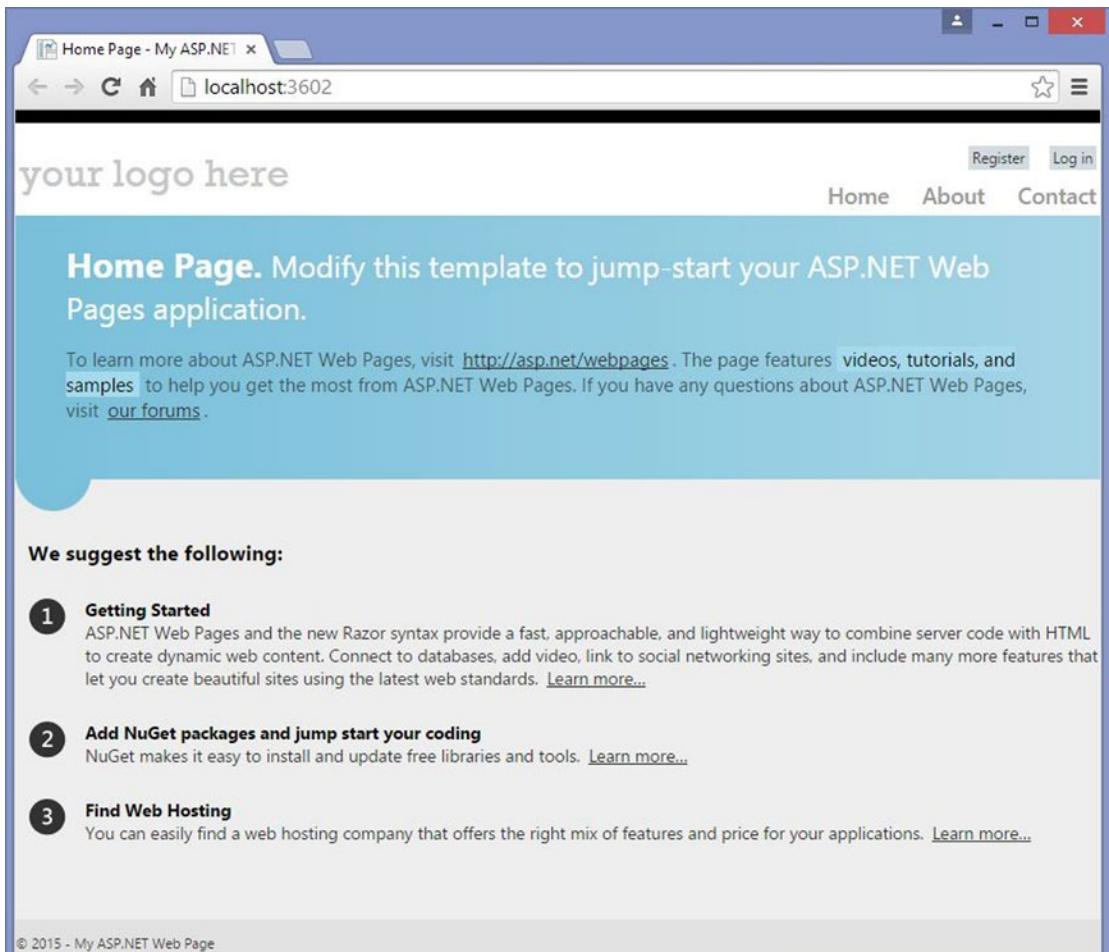 Home Page - My ASP.NET
localhost:3602
your logo here
Register Log in
Home About Contact
Home Page. Modify this template to jump-start your ASP.NET Web
Pages application.
To learn more about ASP.NET Web Pages, visit http://asp.net/webpages. The page features videos, tutorials, and
samples to help you get the most from ASP.NET Web Pages. If you have any questions about ASP.NET Web Pages,
visit our forums.
We suggest the following:
1 Getting Started
ASP.NET Web Pages and the new Razor syntax provide a fast, approachable, and lightweight way to combine server code with HTML
to create dynamic web content. Connect to databases, add video, link to social networking sites, and include many more features that
let you create beautiful sites using the latest web standards. Learn more...
2 Add NuGet packages and jump start your coding
NuGet makes it easy to install and update free libraries and tools. Learn more...
3 Find Web Hosting
You can easily find a web hosting company that offers the right mix of features and price for your applications. Learn more...
© 2015 - My ASP.NET Web Page